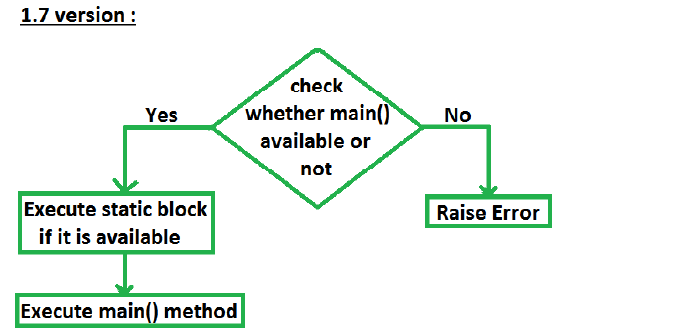 1.7 version :
check
whether main()
available or
not
Yes
No
Execute static block
if it is available
Raise Error
Execute main() method